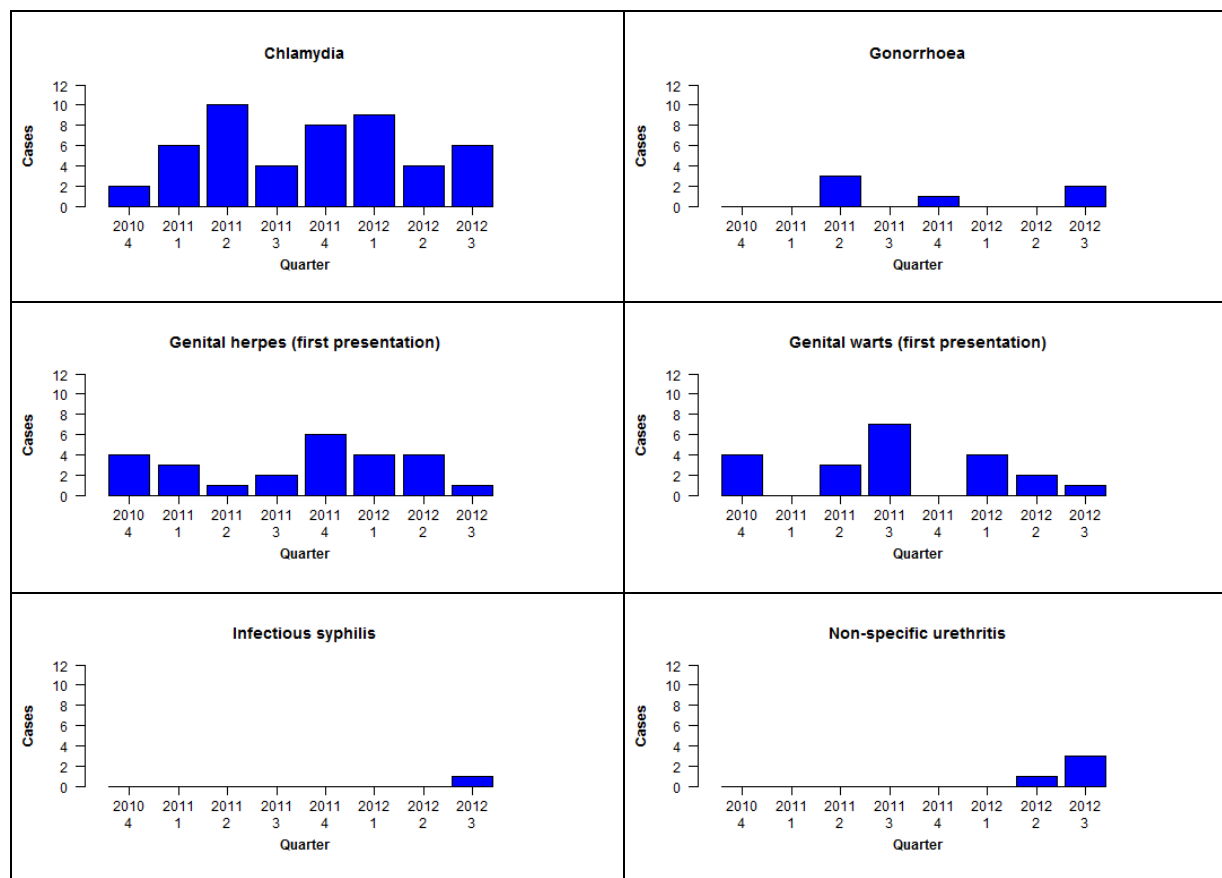 Chlamydia
12
10
8
6
4
2
0
Cases
2010 2011 2011 2011 2011 2012 2012 2012
4 1 2 3 4 1 2 3
Quarter
Gonorrhoea
12
10
8
6
4
2
0
Cases
2010 2011 2011 2011 2011 2012 2012 2012
4 1 2 3 4 1 2 3
Quarter
Genital herpes (first presentation)
12
10
8
6
4
2
0
Cases
2010 2011 2011 2011 2011 2012 2012 2012
4 1 2 3 4 1 2 3
Quarter
Genital warts (first presentation)
12
10
8
6
4
2
0
Cases
2010 2011 2011 2011 2011 2012 2012 2012
4 1 2 3 4 1 2 3
Quarter
Infectious syphilis
12
10
8
6
4
2
0
Cases
2010 2011 2011 2011 2011 2012 2012 2012
4 1 2 3 4 1 2 3
Quarter
Non-specific urethritis
12
10
8
6
4
2
0
Cases
2010 2011 2011 2011 2011 2012 2012 2012
4 1 2 3 4 1 2 3
Quarter